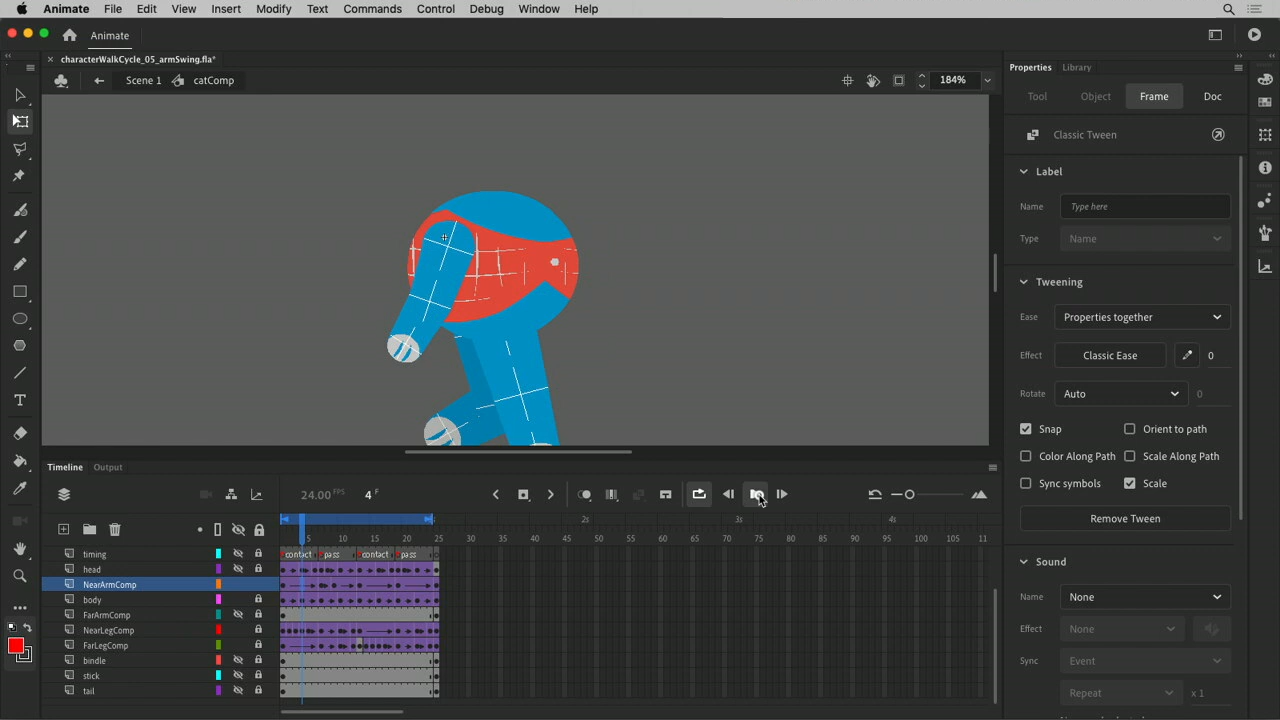 Animate File Edit View Insert Modify Text Commands Control Debug Window Help
Animate
characterWalkCycle_05_armSwing.fla*
Scene 1 catComp 184%
Properties Library
Tool Object Frame Doc
Classic Tween
Label
Name Type here
Type Name
Tweening
Ease Properties together
Effect Classic Ease 0
Rotate Auto 0
Snap Orient to path
Color Along Path Scale Along Path
Sync symbols Scale
Remove Tween
Sound
Name None
Effect None
Sync Event
Repeat x 1
Timeline Output
24.00 FPS 4 F
1s 2s 3s 4s
5 10 15 20 25 30 35 40 45 50 55 60 65 70 75 80 85 90 95 100 105 11
timing contact pass contact pass
head
NearArmComp
body
FarArmComp
NearLegComp
FarLegComp
bindle
stick
tail